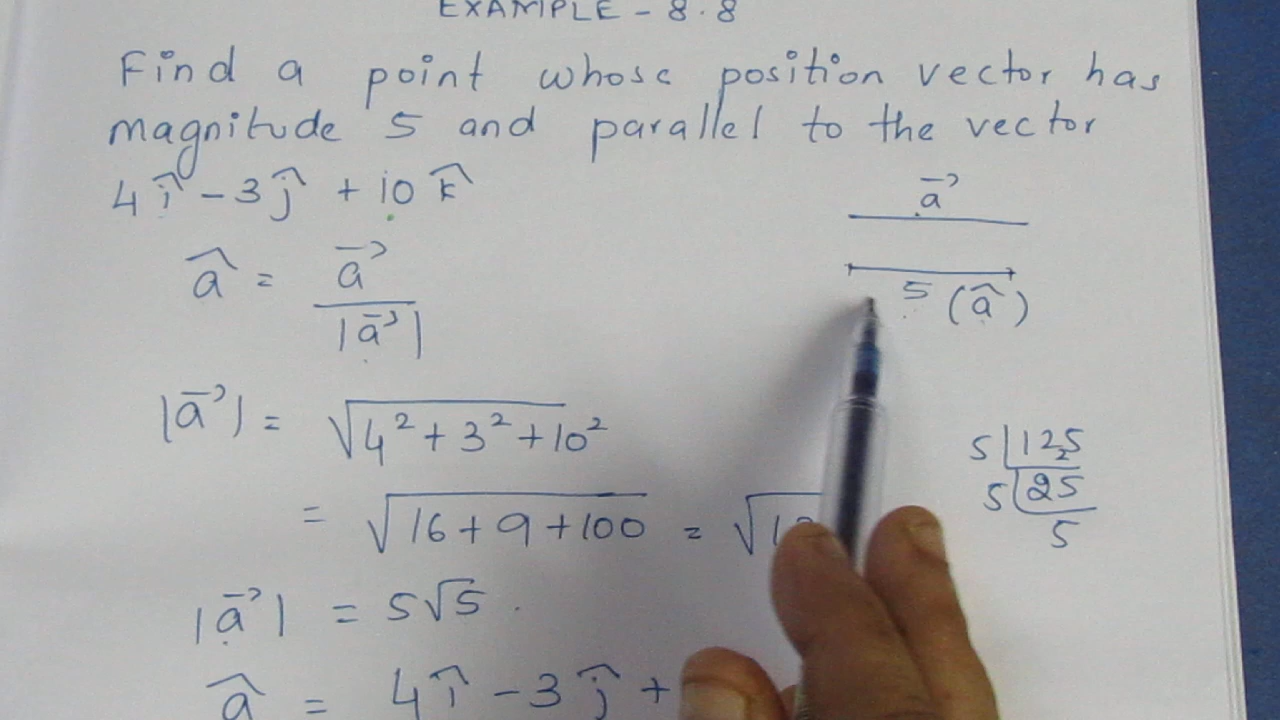 EXAMPLE - 8.8
Find a point whose position vector has
magnitude 5 and parallel to the vector
4î - 3ĵ + 10k̂
a⃗
5 (â)
â = a⃗ / |a⃗|
|a⃗| = √4² + 3² + 10²
= √16 + 9 + 100 = √12
5 | 125
5 | 25
5
|a⃗| = 5√5 .
â = 4î - 3ĵ +